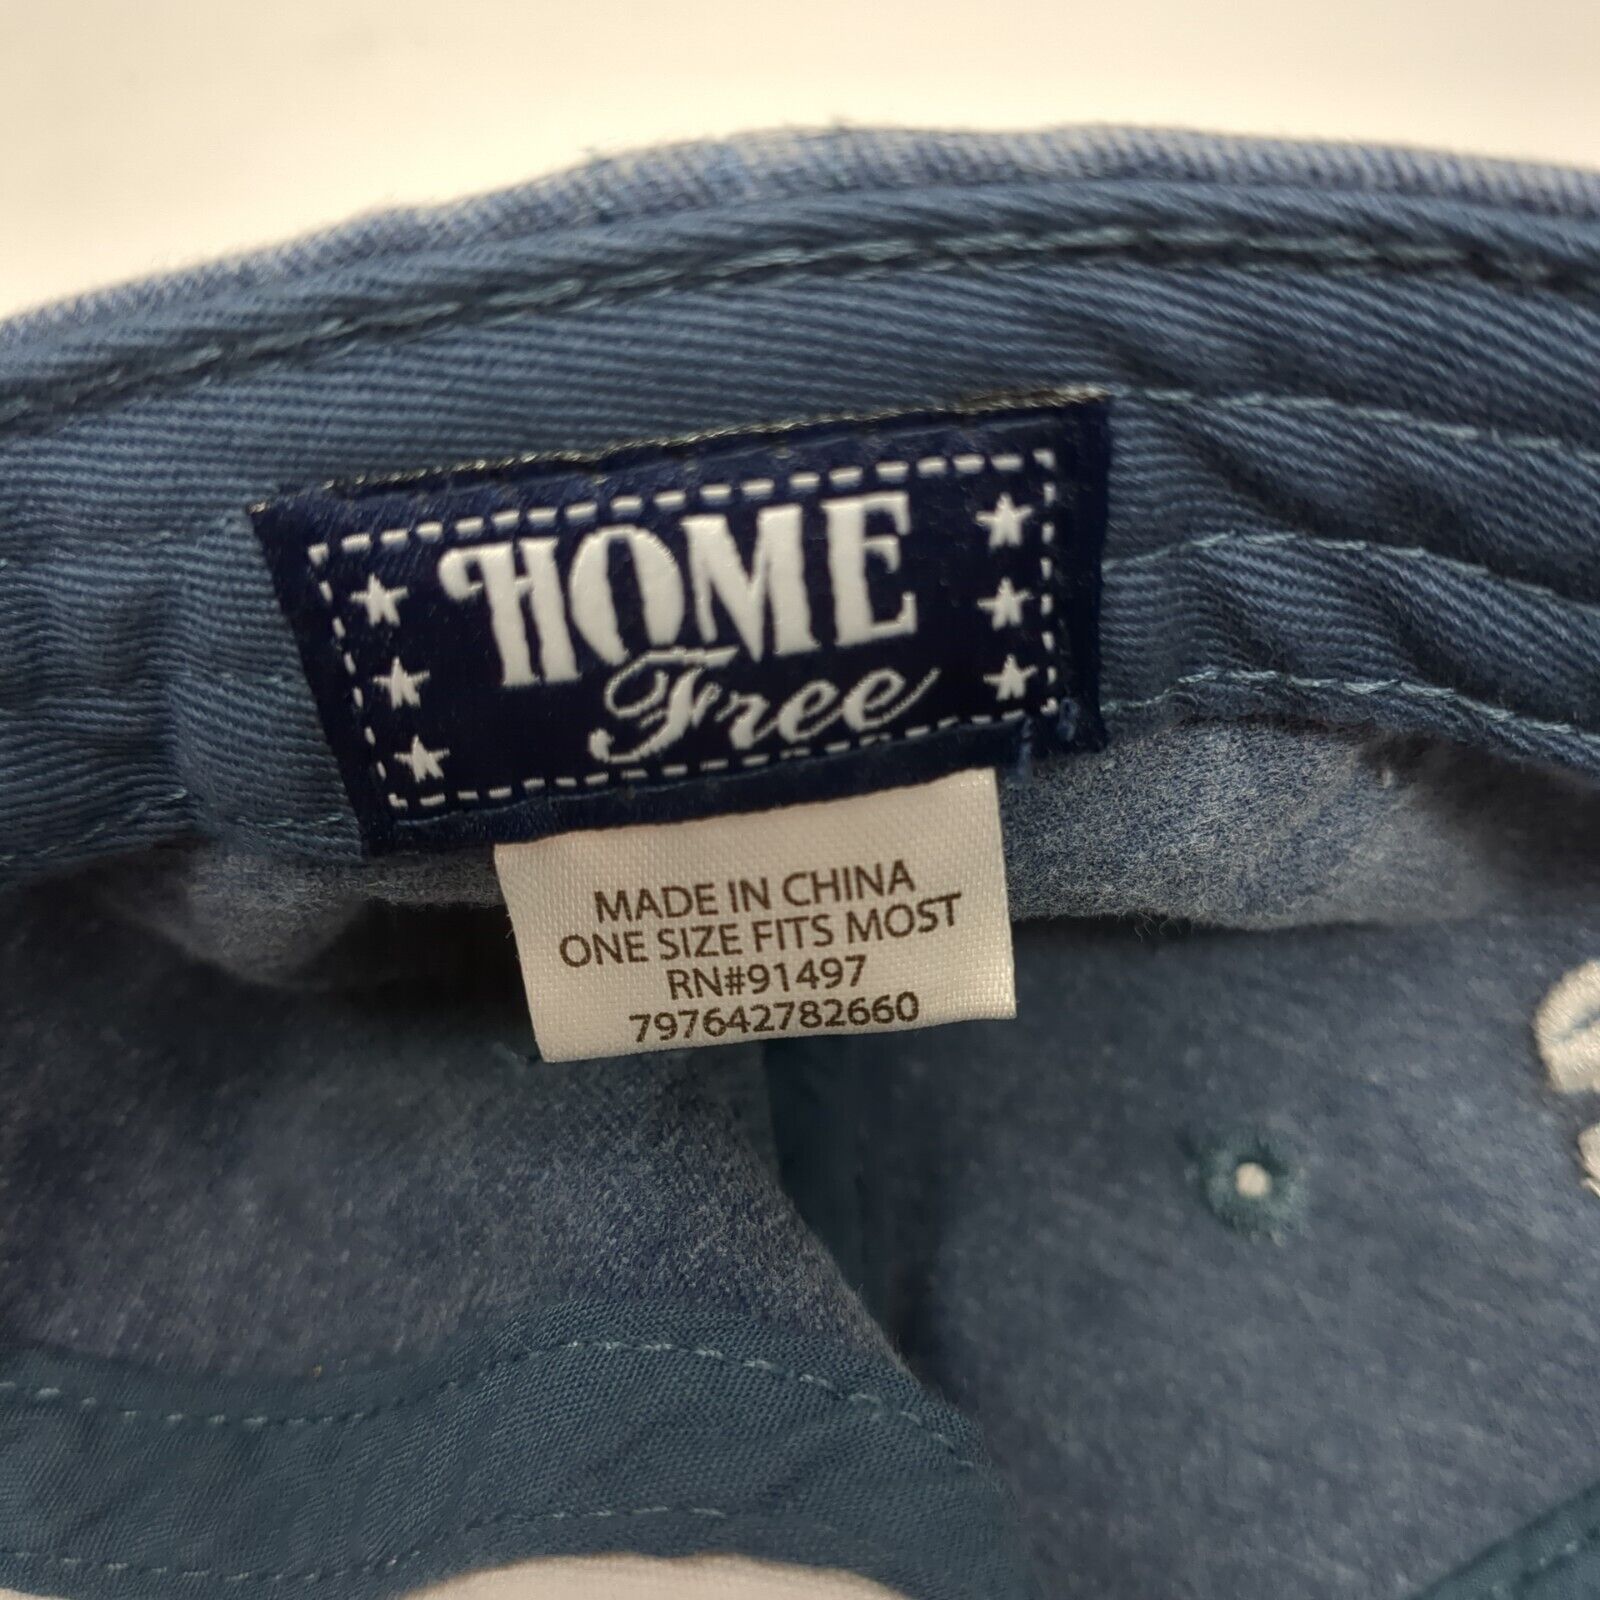 HOME
Free
MADE IN CHINA
ONE SIZE FITS MOST
RN#91497
797642782660